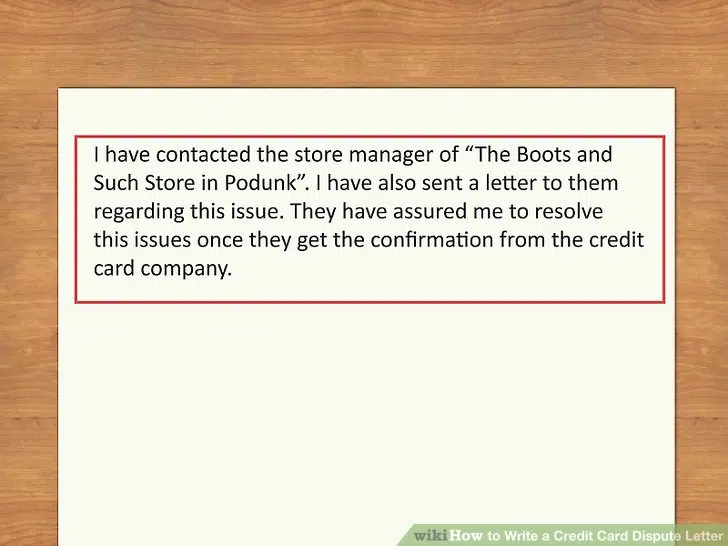 I have contacted the store manager of “The Boots and
Such Store in Podunk”. I have also sent a letter to them
regarding this issue. They have assured me to resolve
this issues once they get the confirmation from the credit
card company.
wikiHow to Write a Credit Card Dispute Letter